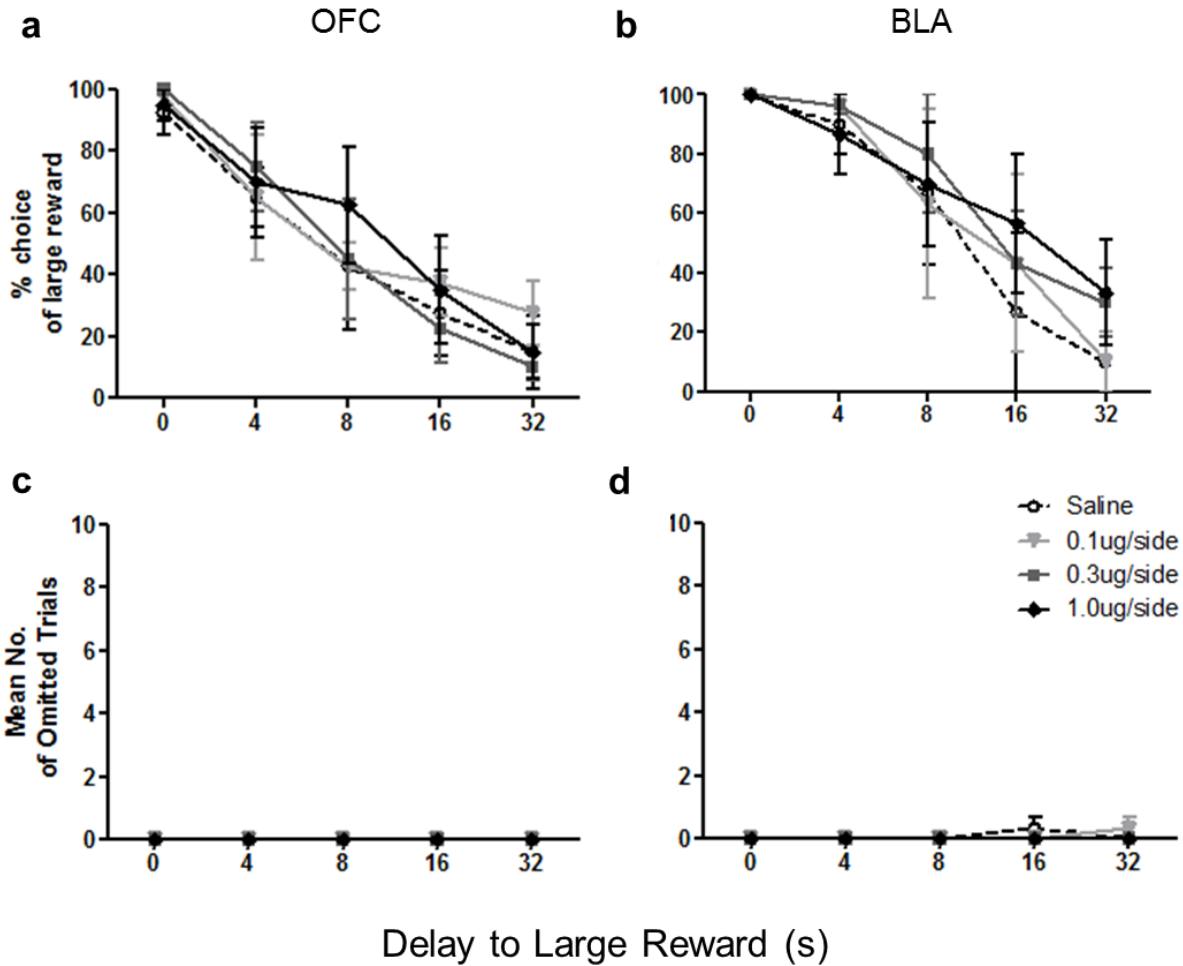 a
OFC
b
BLA
100
80
60
40
20
0
% choice
of large reward
0 4 8 16 32
100
80
60
40
20
0
0 4 8 16 32
c
10
8
6
4
2
0
Mean No.
of Omitted Trials
0 4 8 16 32
d
10
8
6
4
2
0
0 4 8 16 32
Saline
0.1ug/side
0.3ug/side
1.0ug/side
Delay to Large Reward (s)